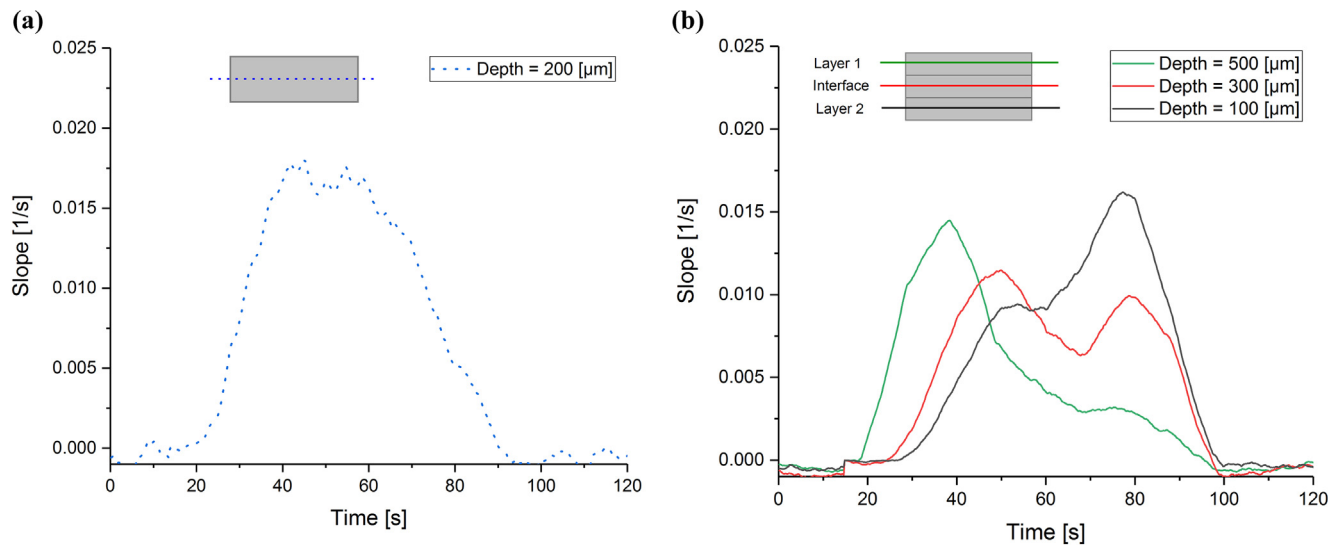 (a)
0.025
0.020
0.015
0.010
0.005
0.000
Slope [1/s]
Depth = 200 [µm]
0
20
40
60
80
100
120
Time [s]
(b)
0.025
0.020
0.015
0.010
0.005
0.000
Slope [1/s]
Layer 1
Interface
Layer 2
Depth = 500 [µm]
Depth = 300 [µm]
Depth = 100 [µm]
0
20
40
60
80
100
120
Time [s]